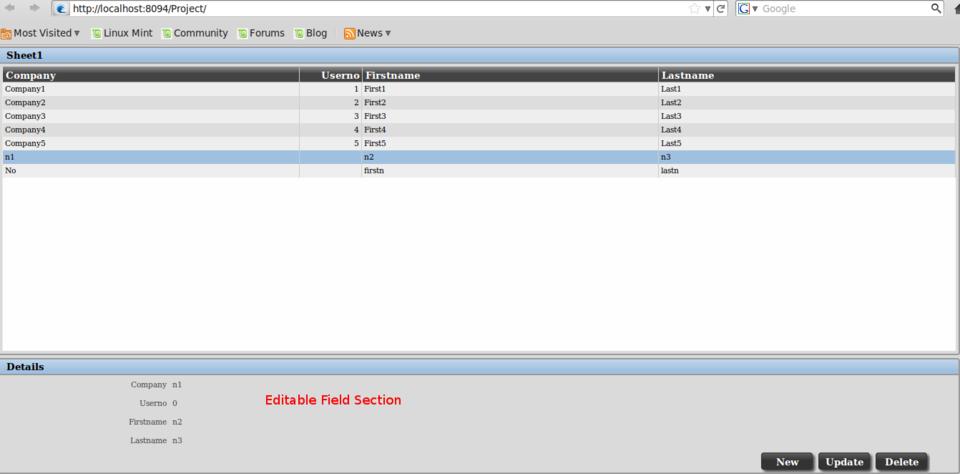 http://localhost:8094/Project/ Google
Most Visited Linux Mint Community Forums Blog News
Sheet1
Company Userno Firstname Lastname
Company1 1 First1 Last1
Company2 2 First2 Last2
Company3 3 First3 Last3
Company4 4 First4 Last4
Company5 5 First5 Last5
n1 n2 n3
No firstn lastn
Details
Company n1
Userno 0
Editable Field Section
Firstname n2
Lastname n3
New Update Delete